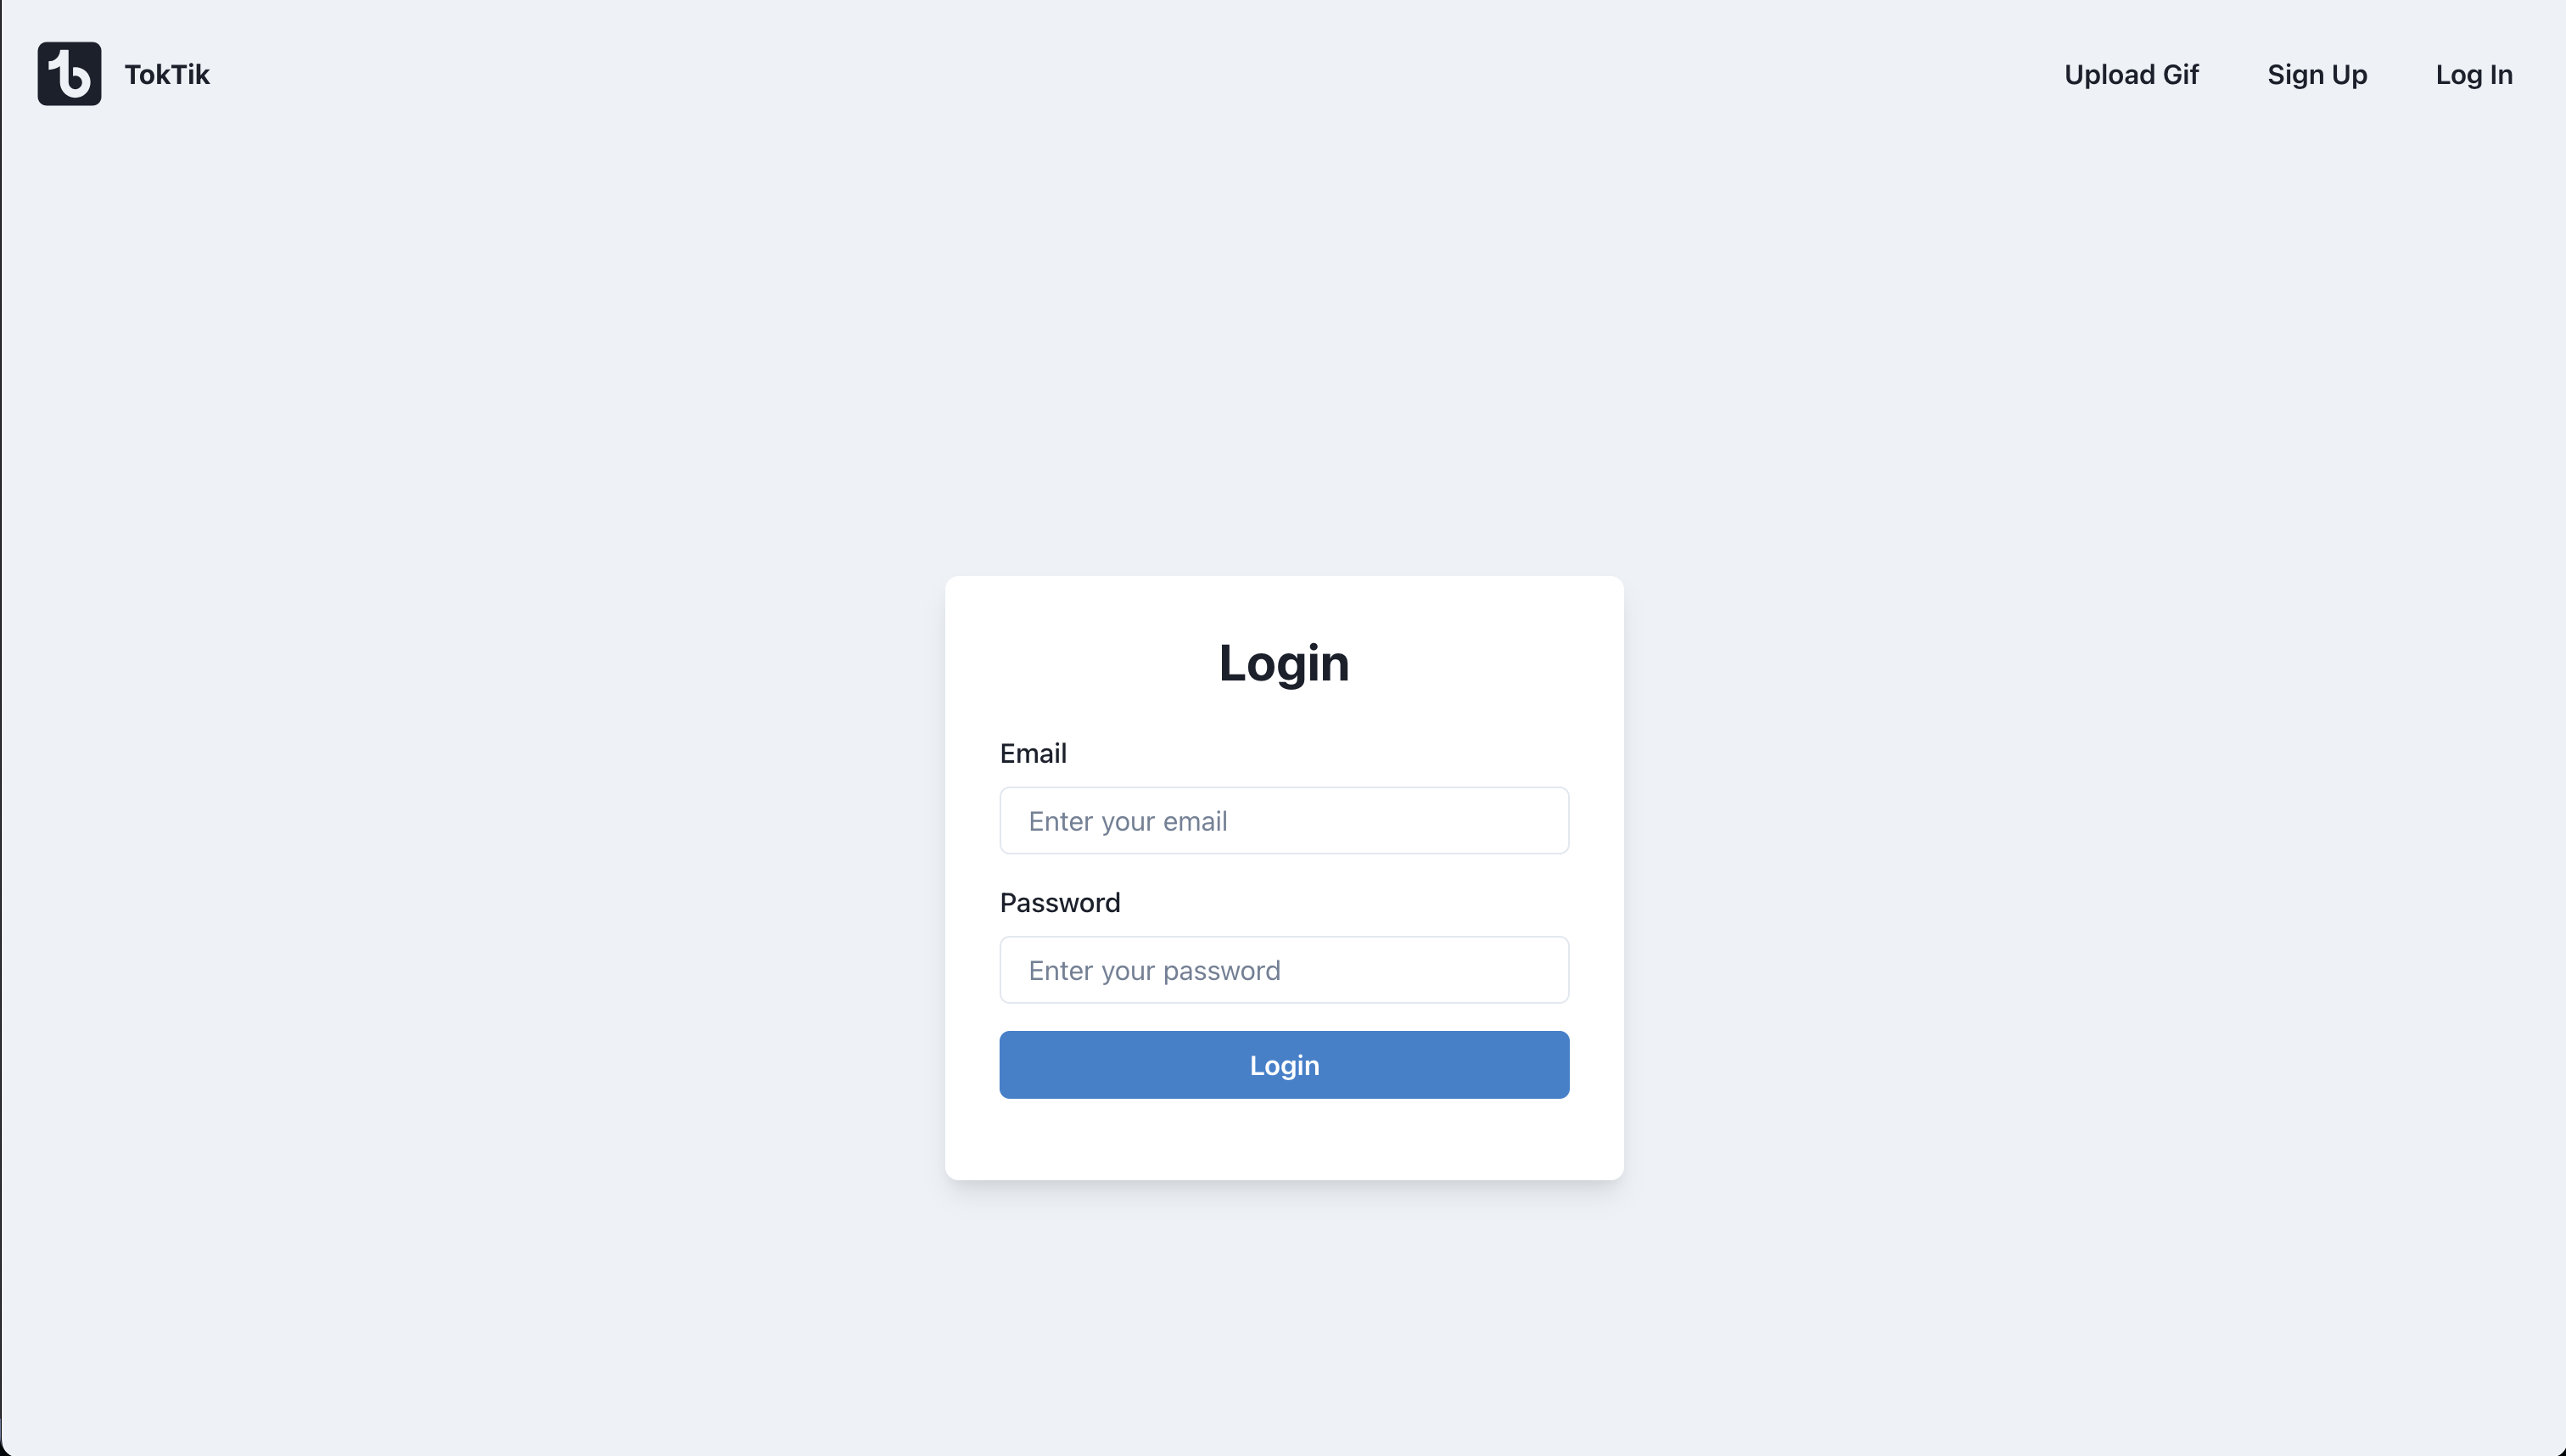 TokTik
Upload Gif
Sign Up
Log In
Login
Email
Enter your email
Password
Enter your password
Login